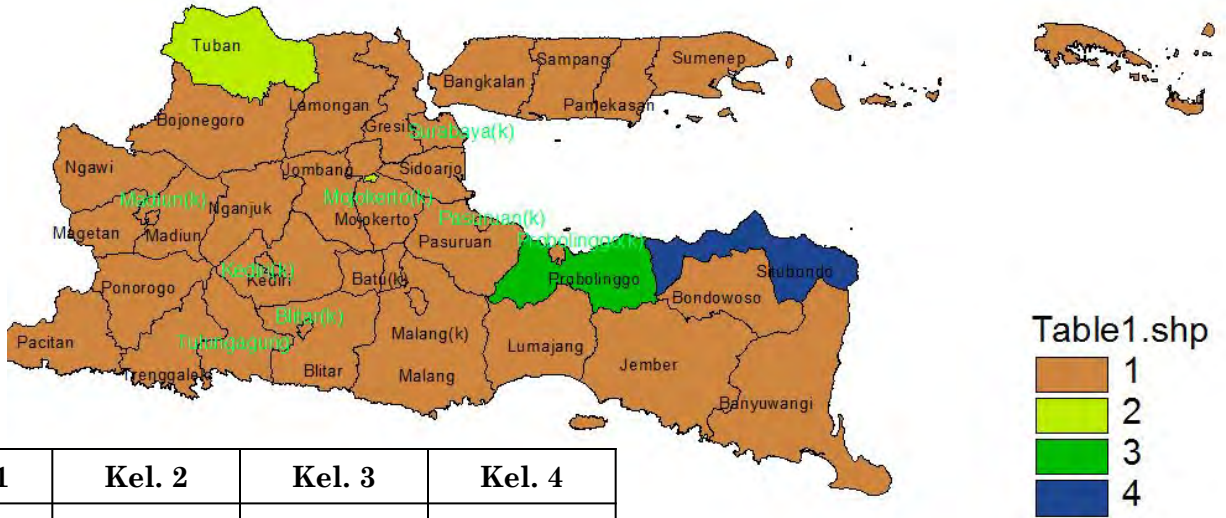 Tuban
Bangkalan
Sampang
Pamekasan
Sumenep
Lamongan
Bojonegoro
Gresik
Surabaya(k)
Ngawi
Jombang
Sidoarjo
Madiun(k)
Nganjuk
Mojokerto(k)
Mojokerto
Pasuruan(k)
Magetan
Madiun
Pasuruan
Probolinggo(k)
Kediri(k)
Kediri
Batu(k)
Probolinggo
Situbondo
Ponorogo
Bondowoso
Blitar(k)
Pacitan
Tulungagung
Malang(k)
Lumajang
Trenggalek
Blitar
Malang
Jember
Banyuwangi
Table1.shp
1
2
3
4
1
Kel. 2
Kel. 3
Kel. 4